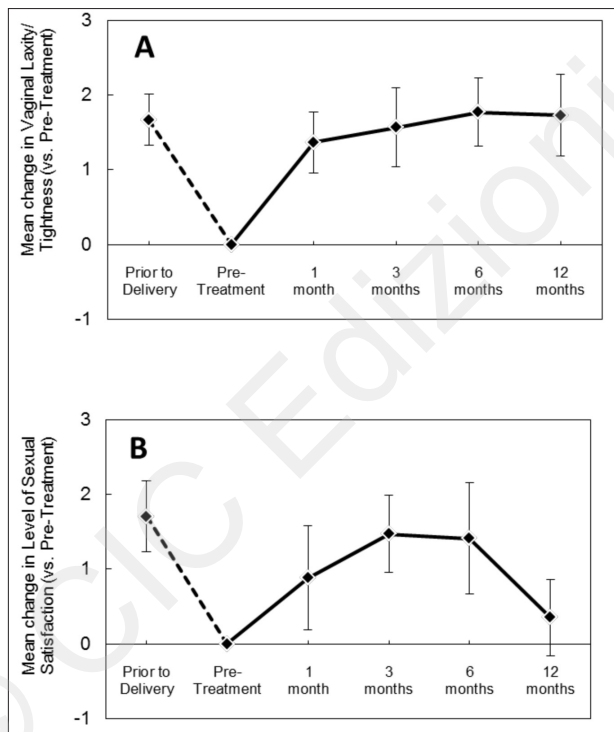 A
Mean change in Vaginal Laxity/
Tightness (vs. Pre-Treatment)
3
2
1
0
-1
Prior to
Delivery
Pre-
Treatment
1
month
3
months
6
months
12
months
B
Mean change in Level of Sexual
Satisfaction (vs. Pre-Treatment)
3
2
1
0
-1
Prior to
Delivery
Pre-
Treatment
1
month
3
months
6
months
12
months
© CIC Edizioni